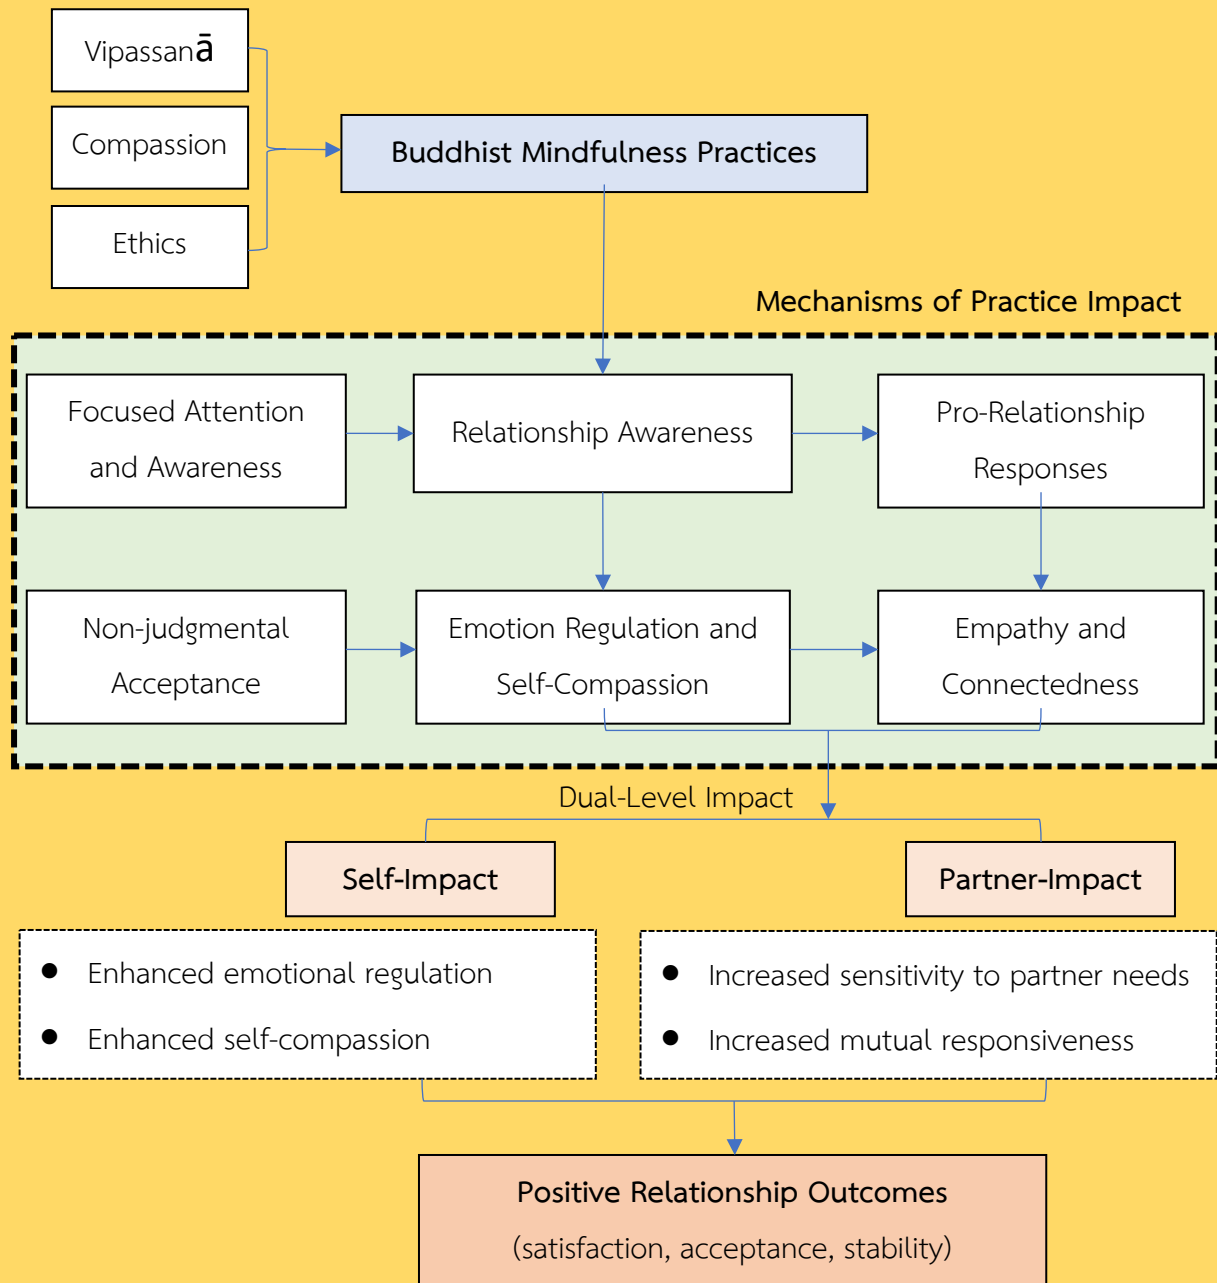 Vipassanā
Compassion
Ethics
Buddhist Mindfulness Practices
Mechanisms of Practice Impact
Focused Attention
and Awareness
Relationship Awareness
Pro-Relationship
Responses
Non-judgmental
Acceptance
Emotion Regulation and
Self-Compassion
Empathy and
Connectedness
Dual-Level Impact
Self-Impact
Partner-Impact
● Enhanced emotional regulation
● Enhanced self-compassion
● Increased sensitivity to partner needs
● Increased mutual responsiveness
Positive Relationship Outcomes
(satisfaction, acceptance, stability)